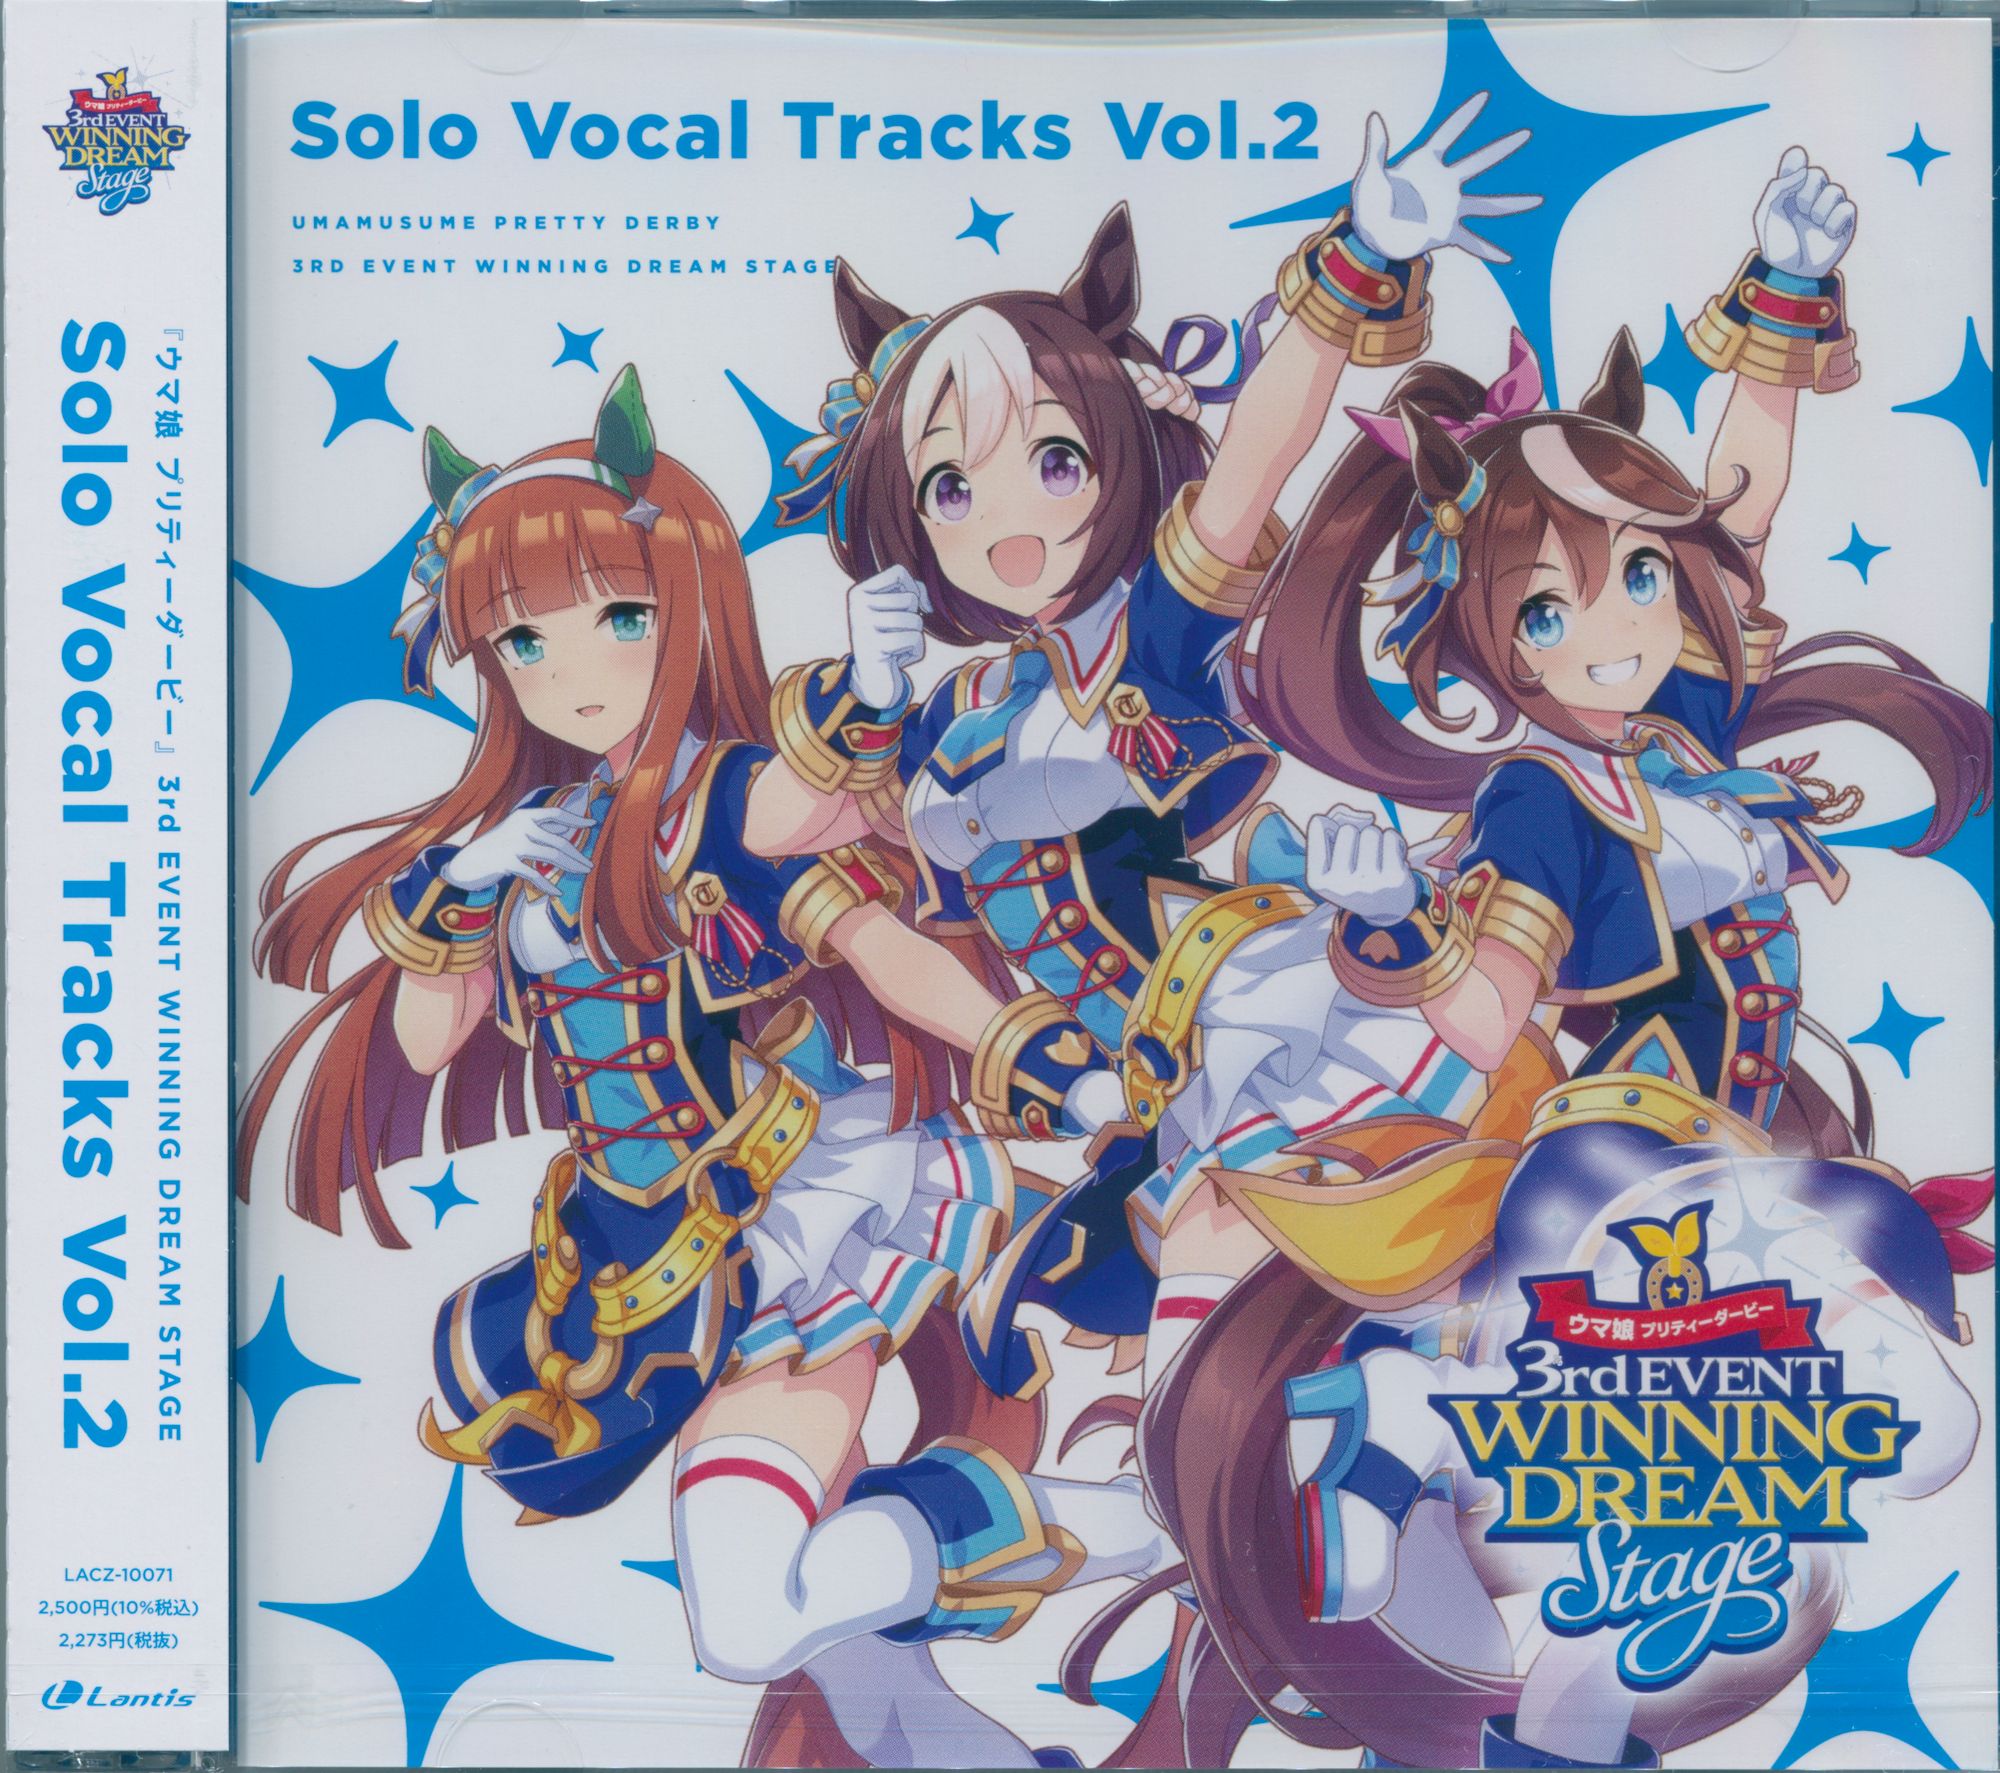 ウマ娘 プリティーダービー
3rd EVENT
WINNING
DREAM
Stage
『ウマ娘 プリティーダービー』 3rd EVENT WINNING DREAM STAGE
Solo Vocal Tracks Vol.2
LACZ-10071
2,500円(10%税込)
2,273円(税抜)
Lantis
Solo Vocal Tracks Vol.2
UMAMUSUME PRETTY DERBY
3RD EVENT WINNING DREAM STAGE
T
T
ウマ娘 プリティーダービー
3rd EVENT
WINNING
DREAM
Stage